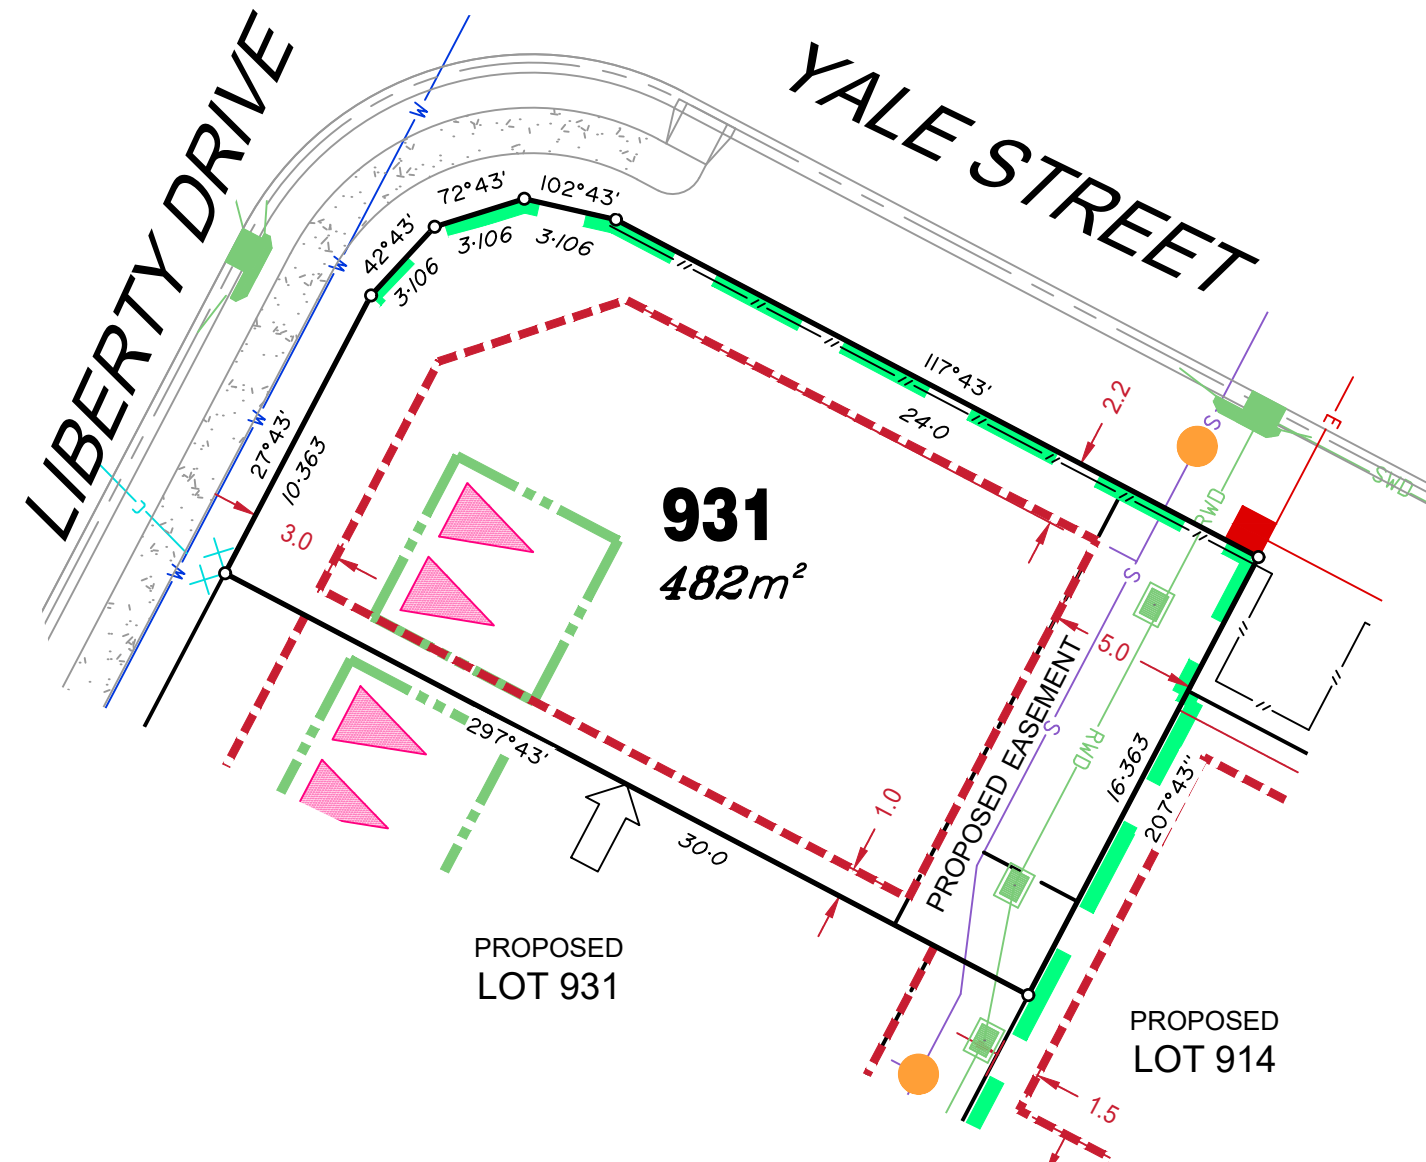 LIBERTY DRIVE
YALE STREET
W
72°43'
102°43'
42°43'
3·106
3·106
3·106
W
117°43'
24·0
2.2
S
E
SWD
RWD
W
27°43'
10·363
931
482m²
3.0
J
W
S
5.0
PROPOSED EASEMENT
S
RWD
16·363
207°43''
297°43'
30·0
1.0
PROPOSED
LOT 931
PROPOSED
LOT 914
1.5